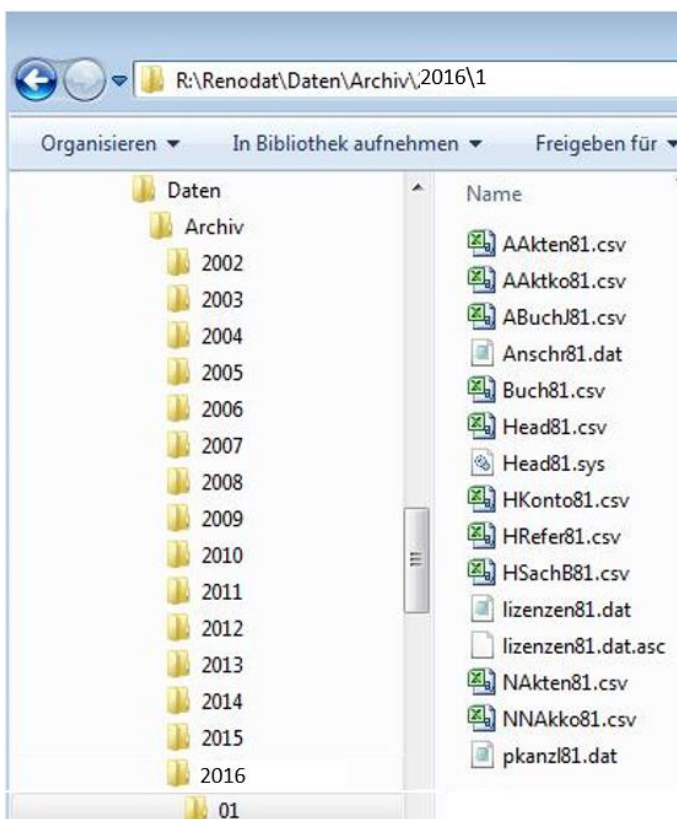 R:\Renodat\Daten\Archiv\2016\1
Organisieren In Bibliothek aufnehmen Freigeben für
Daten
Archiv
2002
2003
2004
2005
2006
2007
2008
2009
2010
2011
2012
2013
2014
2015
2016
01
Name
AAkten81.csv
AAktko81.csv
ABuchJ81.csv
Anschr81.dat
Buch81.csv
Head81.csv
Head81.sys
HKonto81.csv
HRefer81.csv
HSachB81.csv
lizenzen81.dat
lizenzen81.dat.asc
NAkten81.csv
NNAkko81.csv
pkanzl81.dat